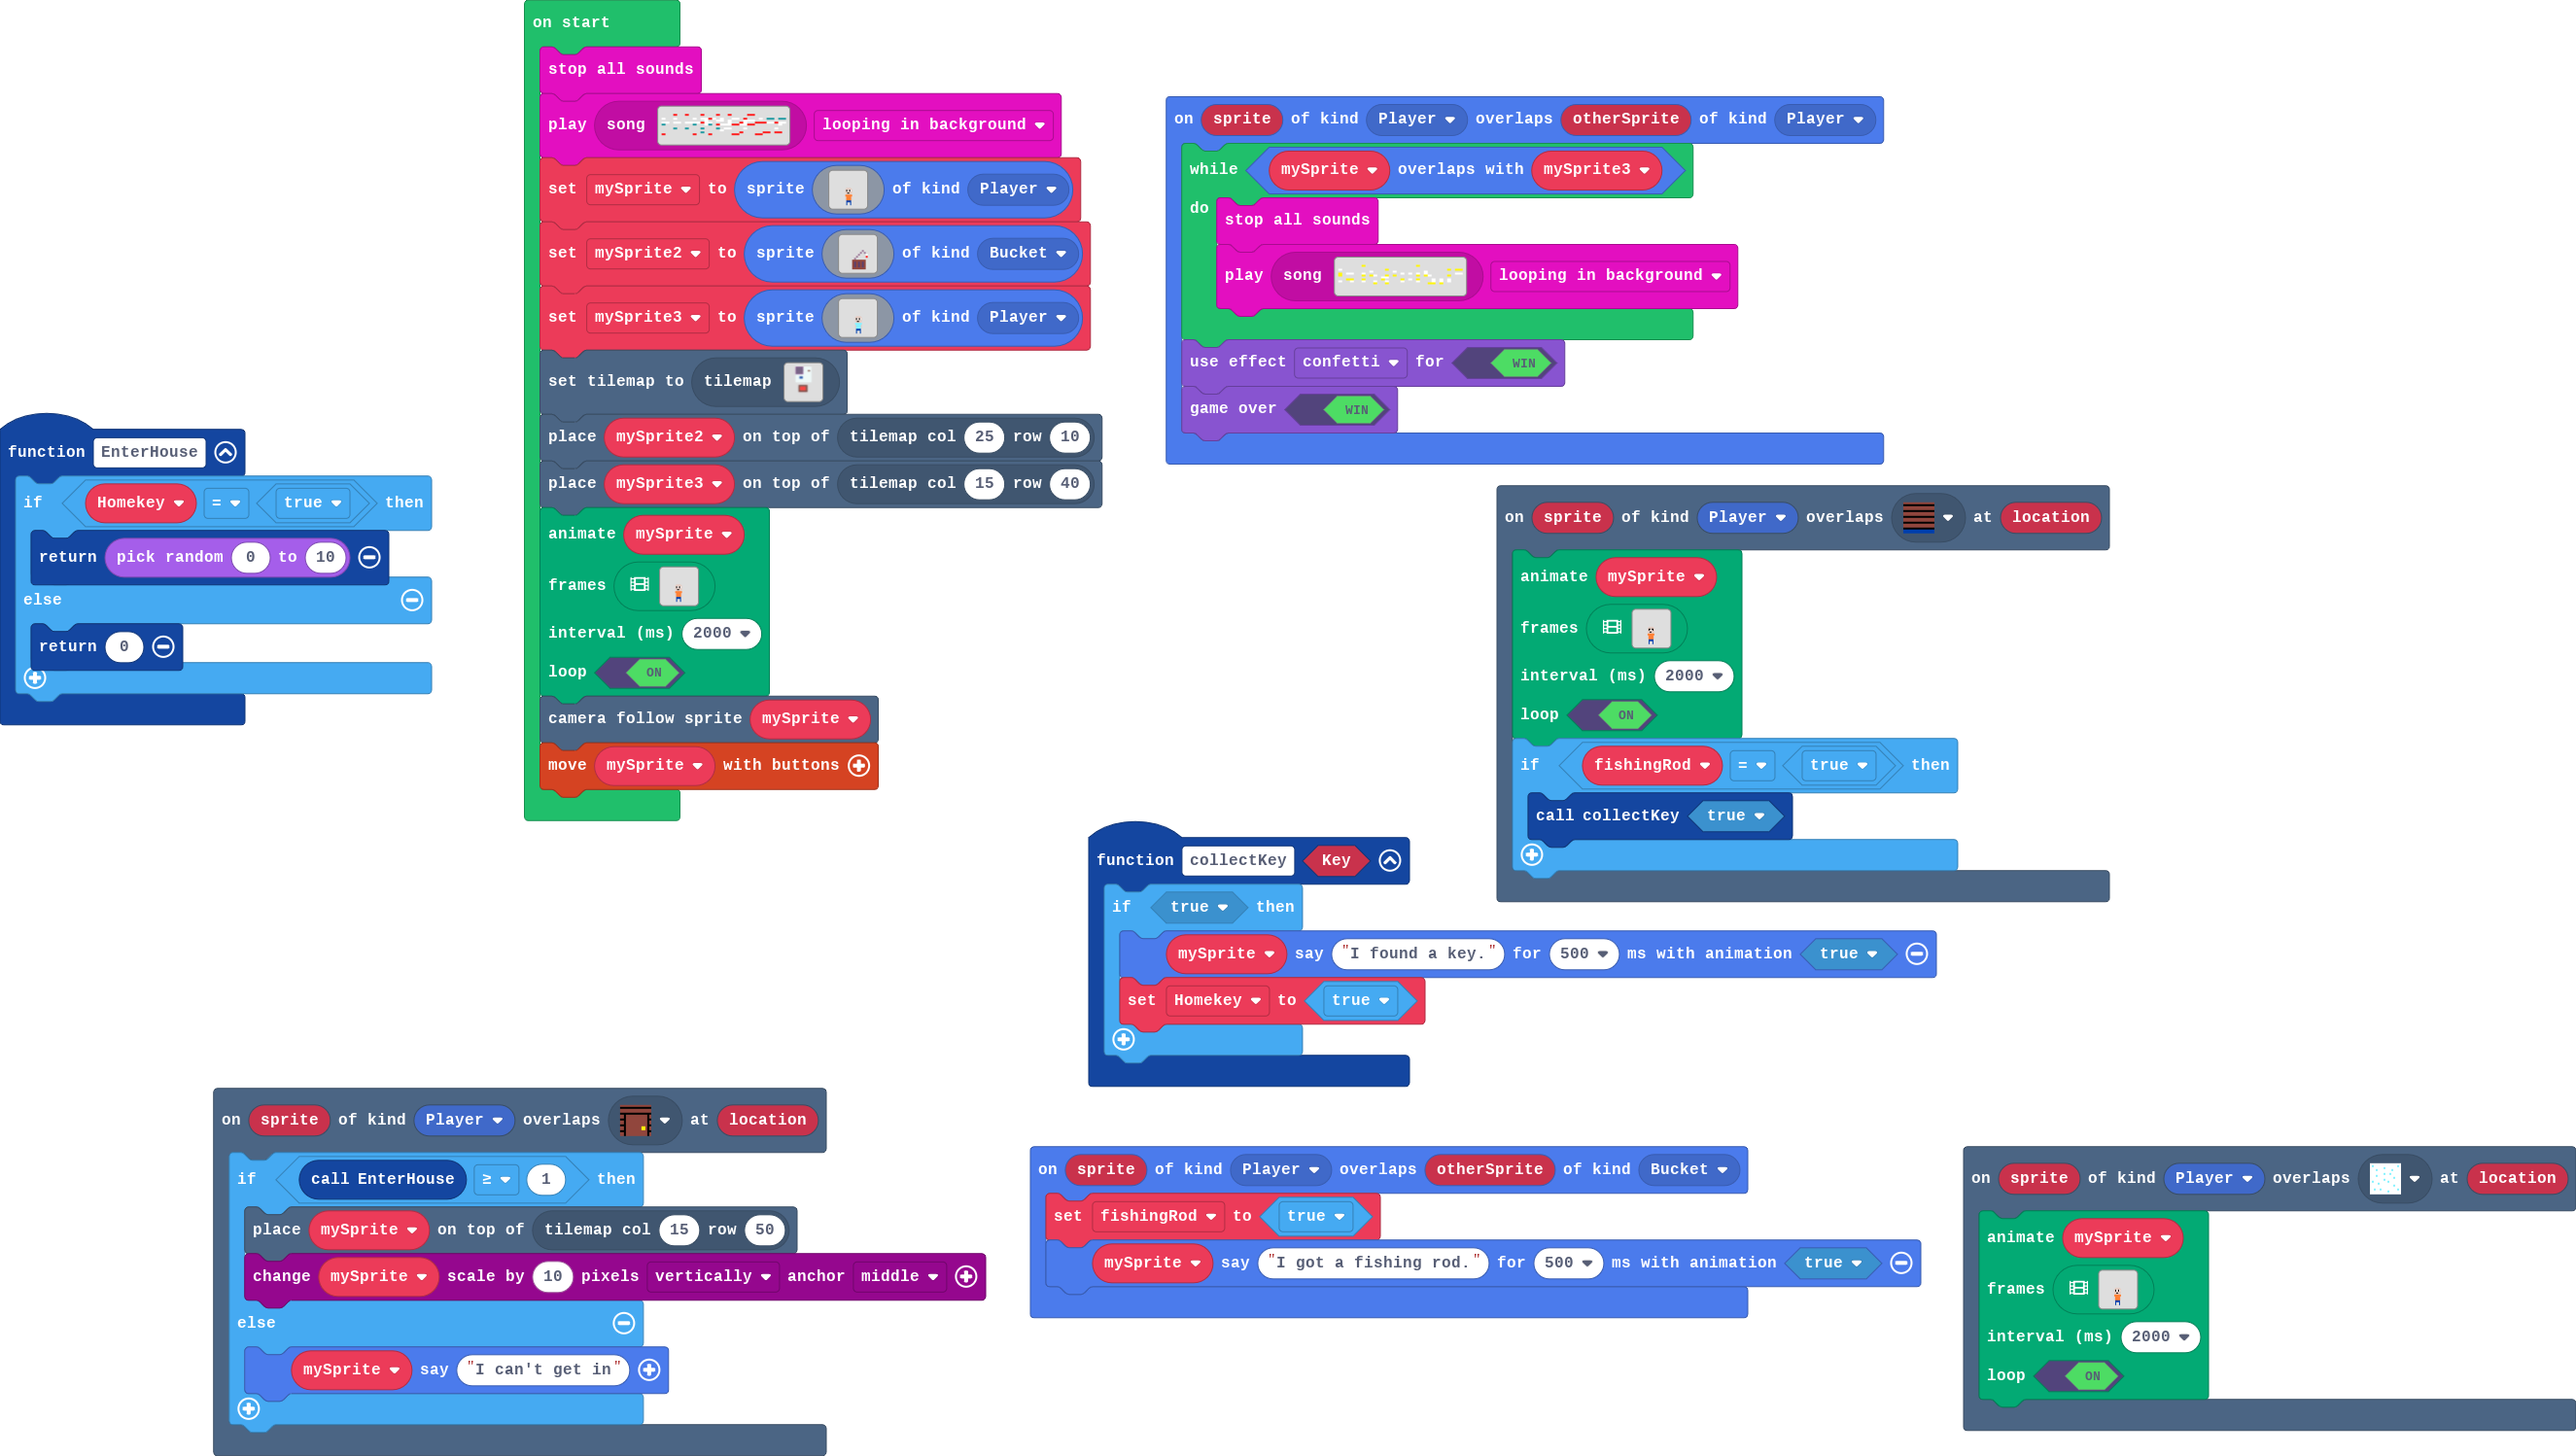 on start
stop all sounds
play song looping in background
set mySprite to sprite of kind Player
set mySprite2 to sprite of kind Bucket
set mySprite3 to sprite of kind Player
set tilemap to tilemap
place mySprite2 on top of tilemap col 25 row 10
place mySprite3 on top of tilemap col 15 row 40
animate mySprite
frames
interval (ms) 2000
loop ON
camera follow sprite mySprite
move mySprite with buttons
on sprite of kind Player overlaps otherSprite of kind Player
while mySprite overlaps with mySprite3
do
stop all sounds
play song looping in background
use effect confetti for WIN
game over WIN
function EnterHouse
if Homekey = true then
return pick random 0 to 10
else
return 0
on sprite of kind Player overlaps at location
animate mySprite
frames
interval (ms) 2000
loop ON
if fishingRod = true then
call collectKey true
function collectKey Key
if true then
mySprite say "I found a key." for 500 ms with animation true
set Homekey to true
on sprite of kind Player overlaps at location
if call EnterHouse ≥ 1 then
place mySprite on top of tilemap col 15 row 50
change mySprite scale by 10 pixels vertically anchor middle
else
mySprite say "I can't get in"
on sprite of kind Player overlaps otherSprite of kind Bucket
set fishingRod to true
mySprite say "I got a fishing rod." for 500 ms with animation true
on sprite of kind Player overlaps at location
animate mySprite
frames
interval (ms) 2000
loop ON